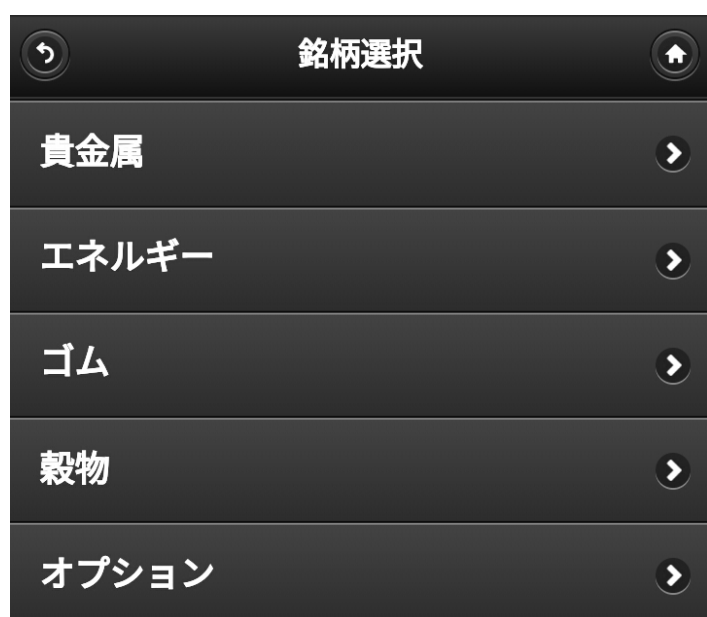 銘柄選択
貴金属
エネルギー
ゴム
穀物
オプション